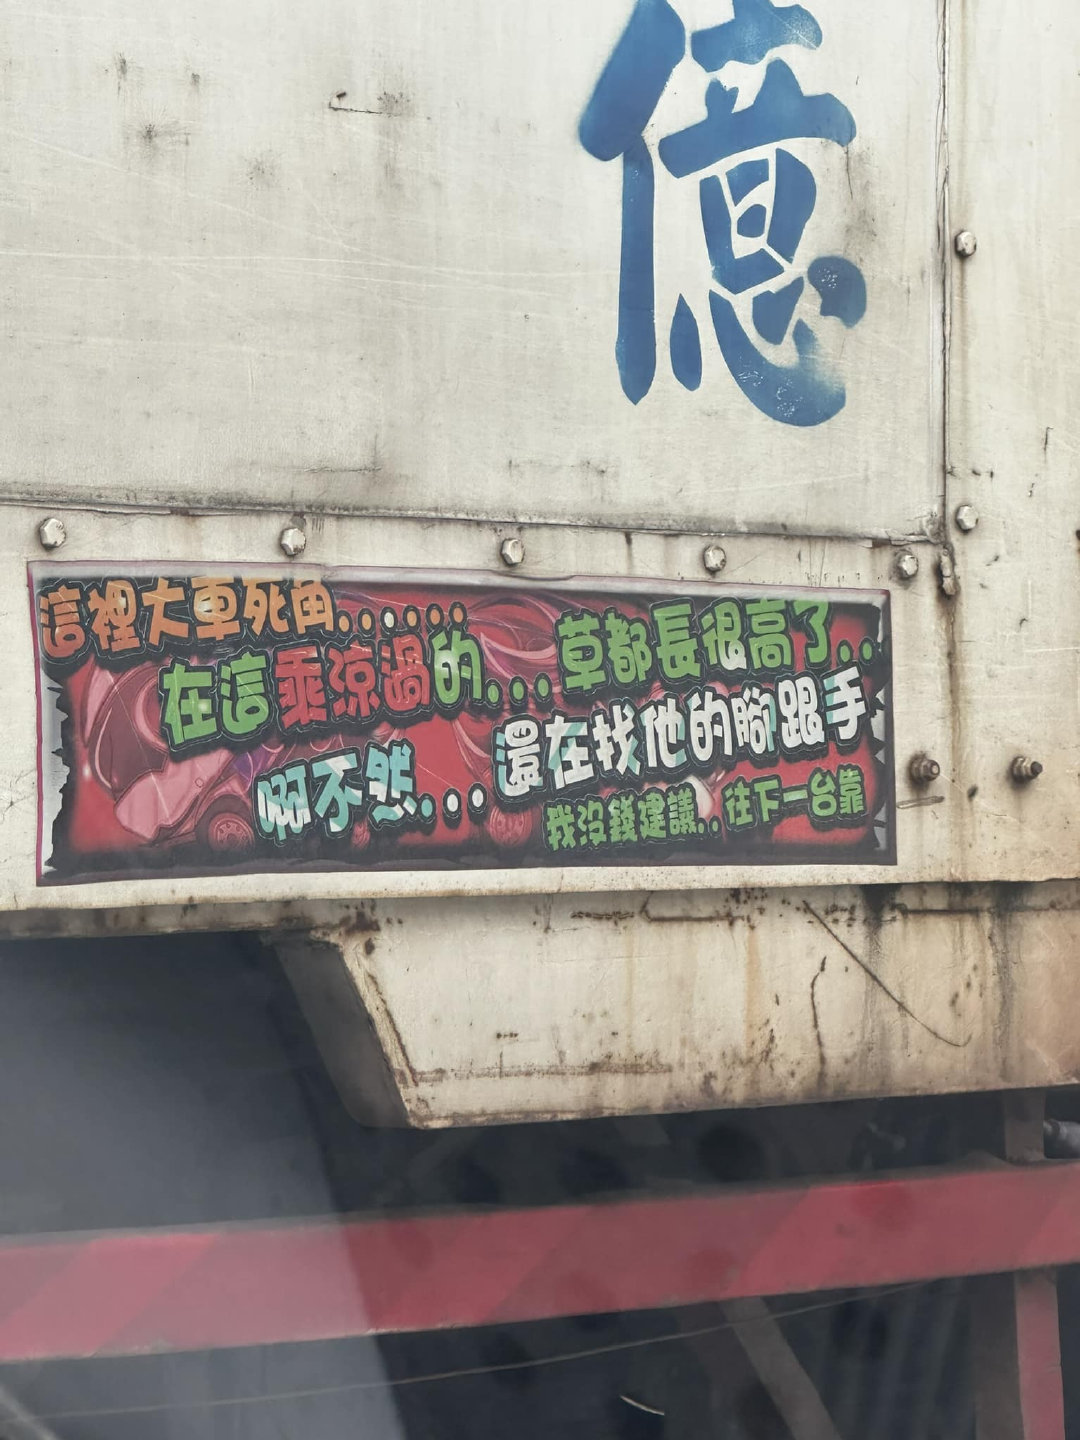 億
這裡大車死角......
在這乘涼過的...草都長很高了..
啊不然...還在找他的腳跟手
我沒錢建議..往下一台靠